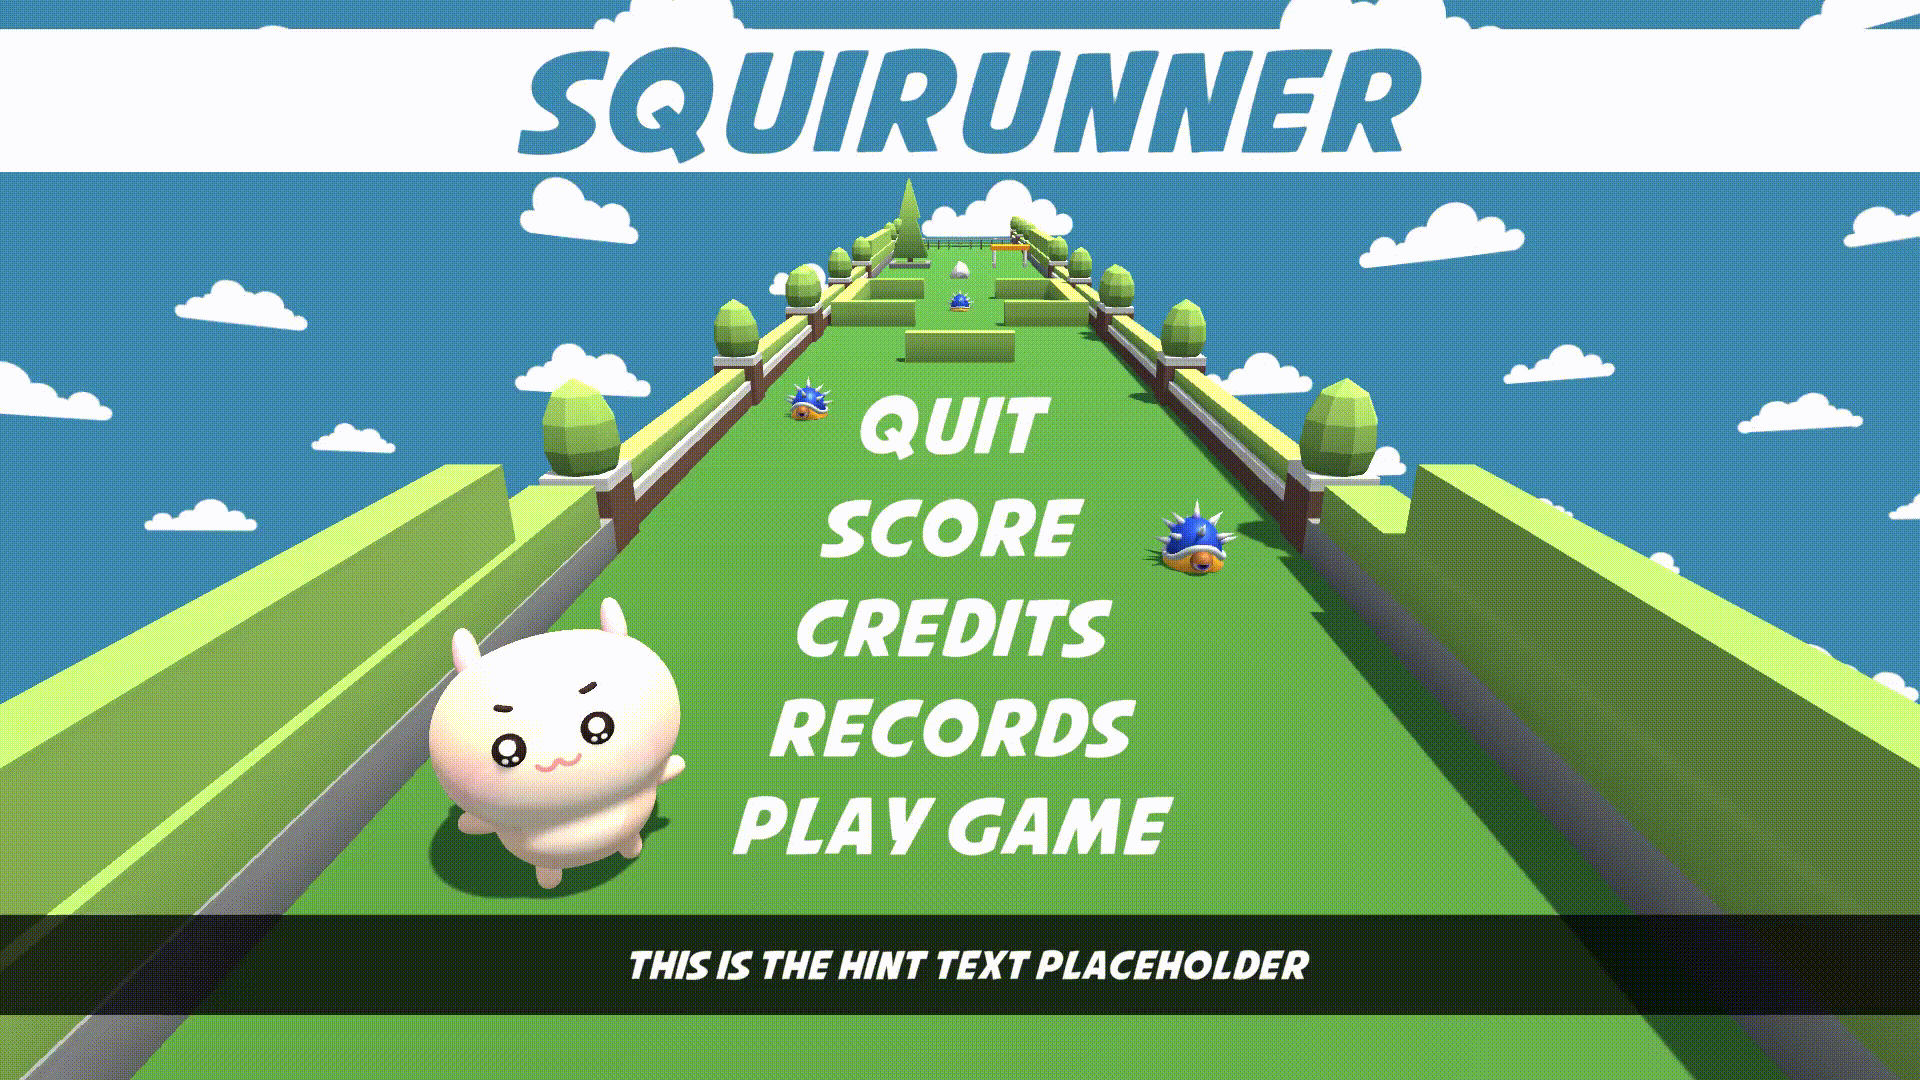 SQUIRUNNER
QUIT
SCORE
CREDITS
RECORDS
PLAY GAME
THIS IS THE HINT TEXT PLACEHOLDER